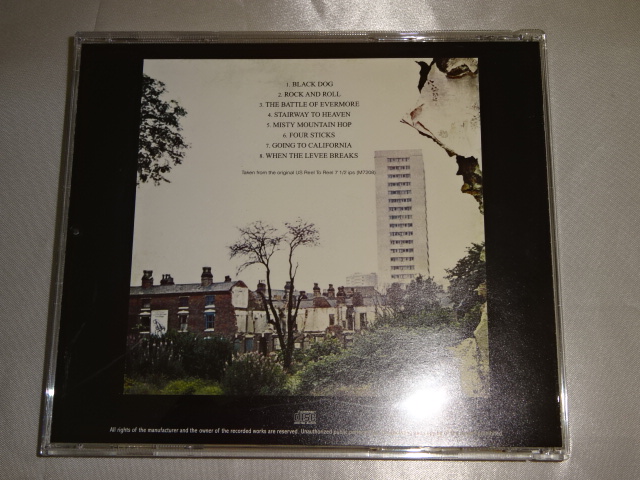 1. BLACK DOG
2. ROCK AND ROLL
3. THE BATTLE OF EVERMORE
4. STAIRWAY TO HEAVEN
5. MISTY MOUNTAIN HOP
6. FOUR STICKS
7. GOING TO CALIFORNIA
8. WHEN THE LEVEE BREAKS
Taken from the original US Reel To Reel 7 1/2 ips
All rights of the manufacturer and the owner of the recorded works are reserved. Unauthorized public